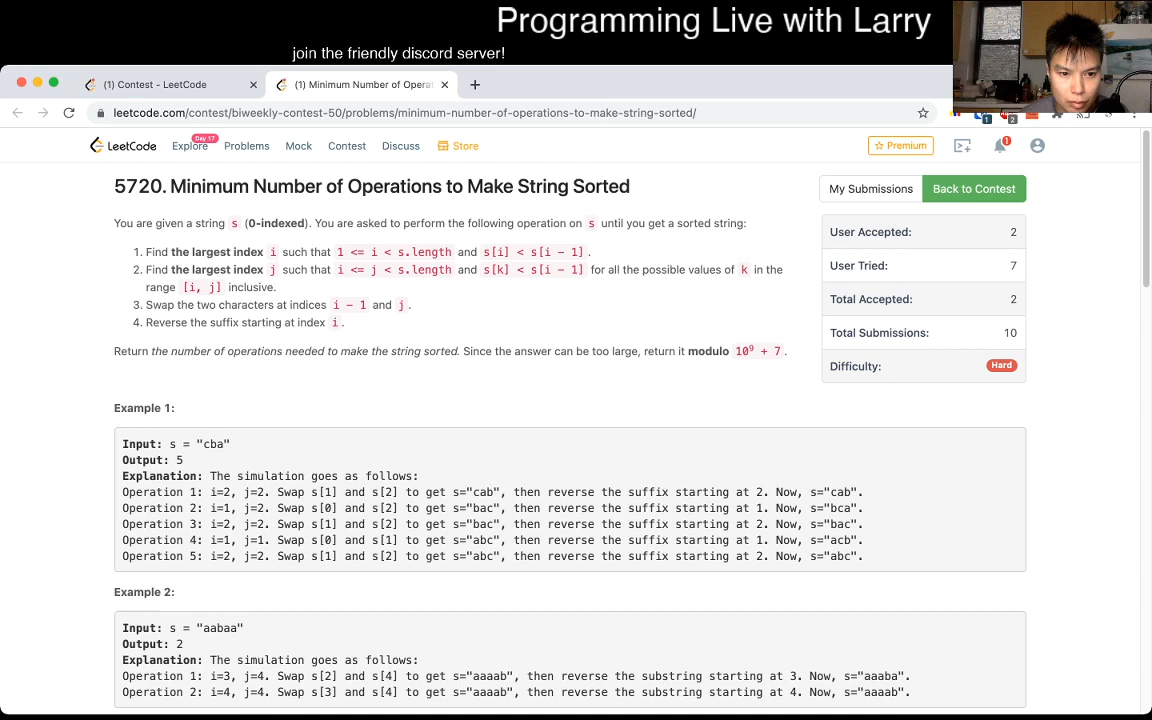 Programming Live with Larry
join the friendly discord server!
(1) Contest - LeetCode
(1) Minimum Number of Opera
leetcode.com/contest/biweekly-contest-50/problems/minimum-number-of-operations-to-make-string-sorted/
1
2
LeetCode
Explore
Day 17
Problems
Mock
Contest
Discuss
Store
Premium
1
5720. Minimum Number of Operations to Make String Sorted
My Submissions
Back to Contest
You are given a string s (0-indexed). You are asked to perform the following operation on s until you get a sorted string:
1. Find the largest index i such that 1 <= i < s.length and s[i] < s[i - 1].
2. Find the largest index j such that i <= j < s.length and s[k] < s[i - 1] for all the possible values of k in the
range [i, j] inclusive.
3. Swap the two characters at indices i - 1 and j.
4. Reverse the suffix starting at index i.
Return the number of operations needed to make the string sorted. Since the answer can be too large, return it modulo 10⁹ + 7.
User Accepted: 2
User Tried: 7
Total Accepted: 2
Total Submissions: 10
Difficulty: Hard
Example 1:
Input: s = "cba"
Output: 5
Explanation: The simulation goes as follows:
Operation 1: i=2, j=2. Swap s[1] and s[2] to get s="cab", then reverse the suffix starting at 2. Now, s="cab".
Operation 2: i=1, j=2. Swap s[0] and s[2] to get s="bac", then reverse the suffix starting at 1. Now, s="bca".
Operation 3: i=2, j=2. Swap s[1] and s[2] to get s="bac", then reverse the suffix starting at 2. Now, s="bac".
Operation 4: i=1, j=1. Swap s[0] and s[1] to get s="abc", then reverse the suffix starting at 1. Now, s="acb".
Operation 5: i=2, j=2. Swap s[1] and s[2] to get s="abc", then reverse the suffix starting at 2. Now, s="abc".
Example 2:
Input: s = "aabaa"
Output: 2
Explanation: The simulation goes as follows:
Operation 1: i=3, j=4. Swap s[2] and s[4] to get s="aaaab", then reverse the substring starting at 3. Now, s="aaaba".
Operation 2: i=4, j=4. Swap s[3] and s[4] to get s="aaaab", then reverse the substring starting at 4. Now, s="aaaab".